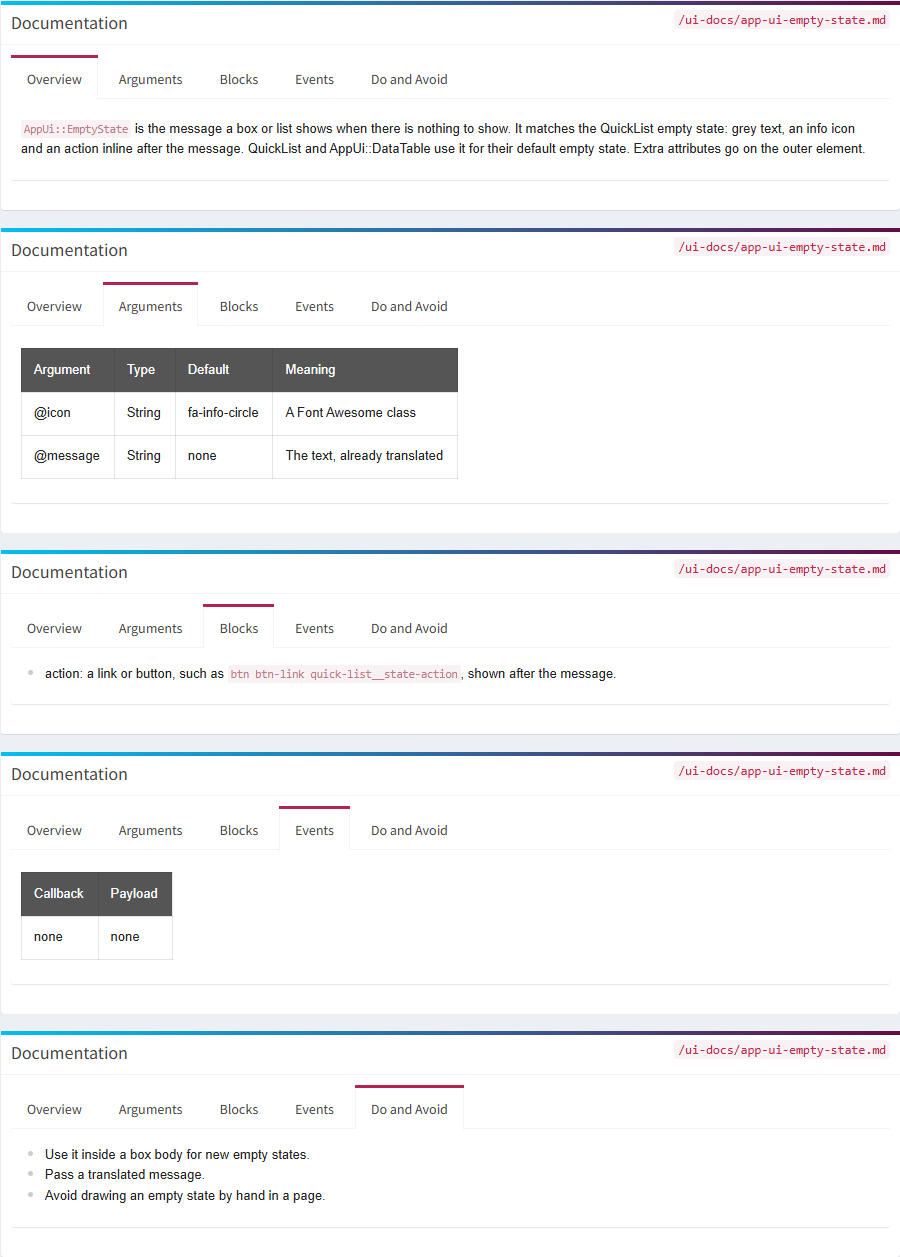 Documentation
/ui-docs/app-ui-empty-state.md
Overview Arguments Blocks Events Do and Avoid
AppUi::EmptyState is the message a box or list shows when there is nothing to show. It matches the QuickList empty state: grey text, an info icon
and an action inline after the message. QuickList and AppUi::DataTable use it for their default empty state. Extra attributes go on the outer element.
Documentation
/ui-docs/app-ui-empty-state.md
Overview Arguments Blocks Events Do and Avoid
Argument Type Default Meaning
@icon String fa-info-circle A Font Awesome class
@message String none The text, already translated
Documentation
/ui-docs/app-ui-empty-state.md
Overview Arguments Blocks Events Do and Avoid
action: a link or button, such as btn btn-link quick-list__state-action, shown after the message.
Documentation
/ui-docs/app-ui-empty-state.md
Overview Arguments Blocks Events Do and Avoid
Callback Payload
none none
Documentation
/ui-docs/app-ui-empty-state.md
Overview Arguments Blocks Events Do and Avoid
Use it inside a box body for new empty states.
Pass a translated message.
Avoid drawing an empty state by hand in a page.